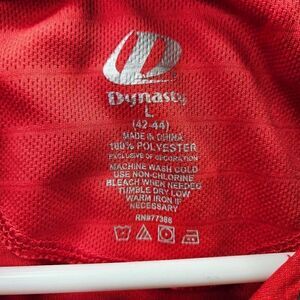 Dynasty
L
(42-44)
MADE IN CHINA
100% POLYESTER
EXCLUSIVE OF DECORATION
MACHINE WASH COLD
USE NON-CHLORINE
BLEACH WHEN NEEDED
TUMBLE DRY LOW
WARM IRON IF
NECESSARY
RN#77386